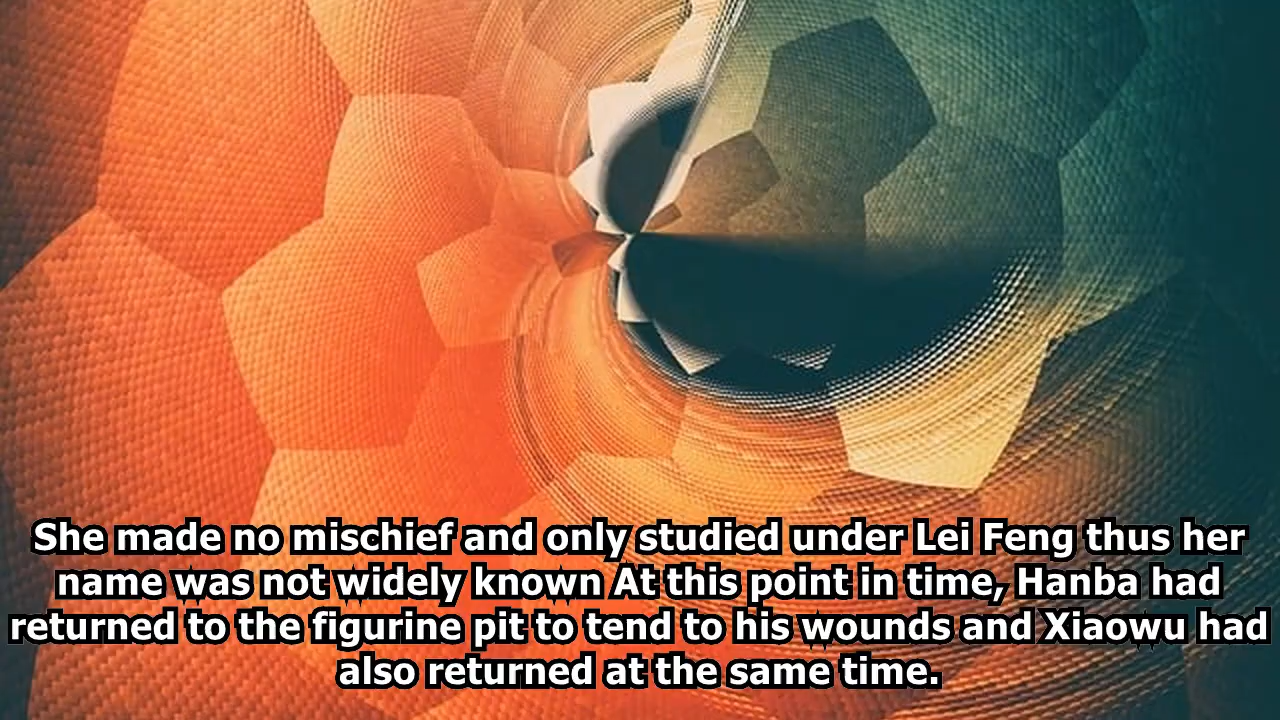 She made no mischief and only studied under Lei Feng thus her
name was not widely known At this point in time, Hanba had
returned to the figurine pit to tend to his wounds and Xiaowu had
also returned at the same time.